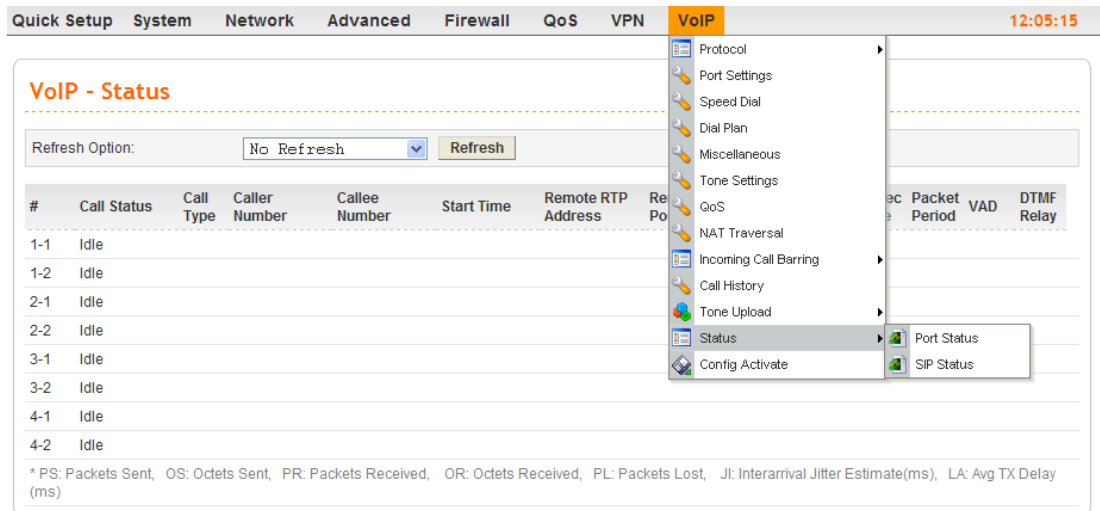 Quick Setup System Network Advanced Firewall QoS VPN VoIP 12:05:15
Protocol
Port Settings
Speed Dial
Dial Plan
Miscellaneous
Tone Settings
QoS
NAT Traversal
Incoming Call Barring
Call History
Tone Upload
Status
Config Activate
Port Status
SIP Status
VoIP - Status
Refresh Option: No Refresh Refresh
# Call Status Call Type Caller Number Callee Number Start Time Remote RTP Address Packet Period VAD DTMF Relay
1-1 Idle
1-2 Idle
2-1 Idle
2-2 Idle
3-1 Idle
3-2 Idle
4-1 Idle
4-2 Idle
* PS: Packets Sent, OS: Octets Sent, PR: Packets Received, OR: Octets Received, PL: Packets Lost, JI: Interarrival Jitter Estimate(ms), LA: Avg TX Delay
(ms)